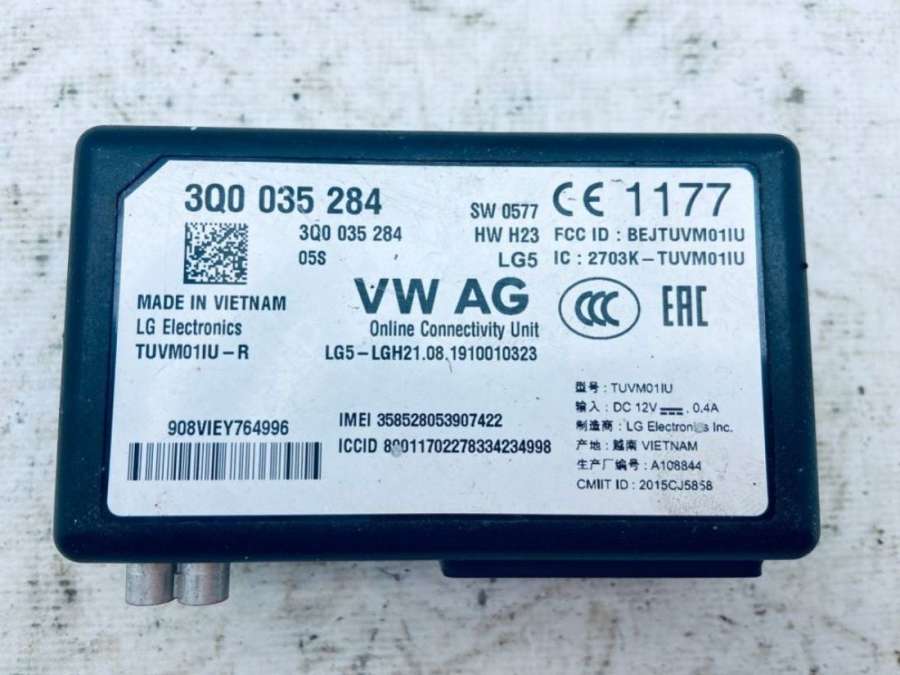 3Q0 035 284
3Q0 035 284
05S
SW 0577
HW H23
LG5
CE 1177
FCC ID : BEJTUVM01IU
IC : 2703K-TUVM01IU
MADE IN VIETNAM
LG Electronics
TUVM01IU-R
VW AG
Online Connectivity Unit
LG5-LGH21.08.1910010323
CCC
EAC
908VIEY764996
IMEI 358528053907422
ICCID
型号: TUVM01IU
输入: DC 12V 0.4A
制造商: LG Electronics Inc.
产地: 越南 VIETNAM
生产厂编号: A108844
CMIIT ID : 2015CJ5858